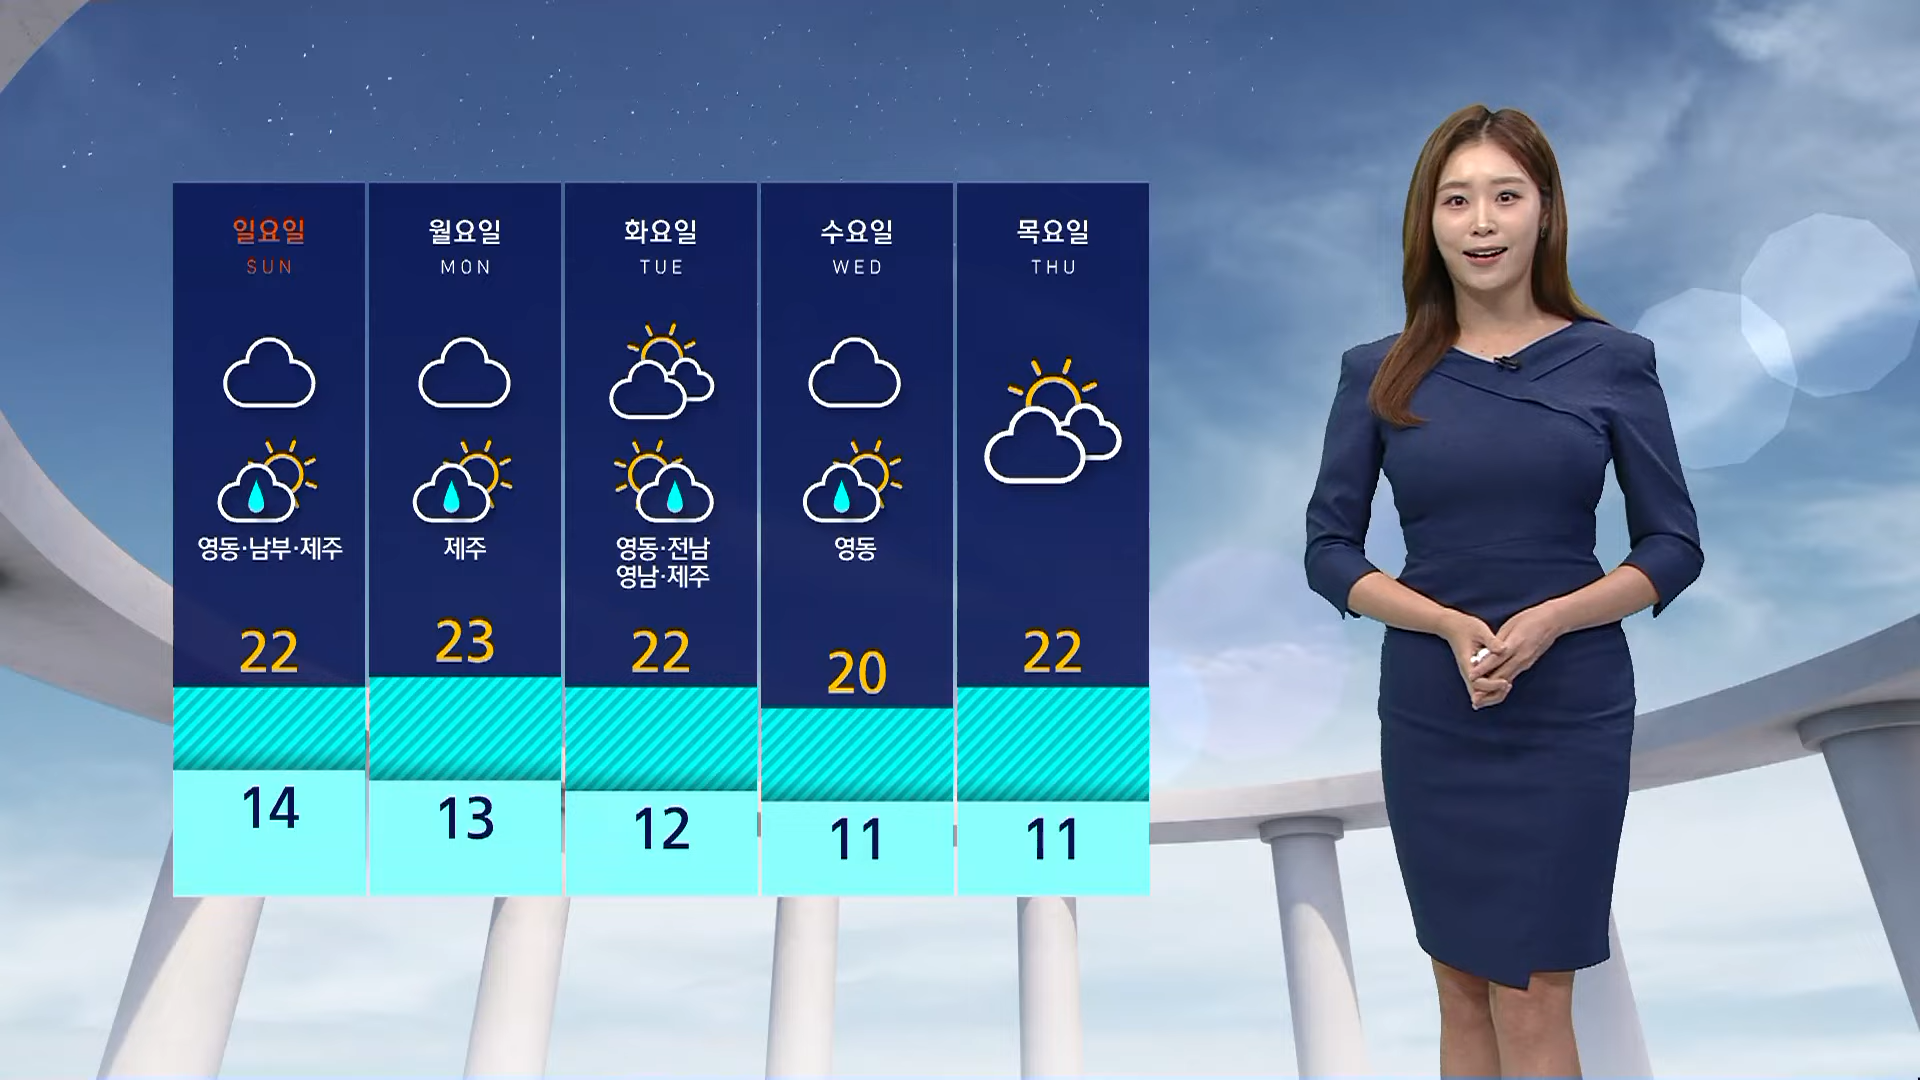 일요일
SUN
영동·남부·제주
22
14
월요일
MON
제주
23
13
화요일
TUE
영동·전남
영남·제주
22
12
수요일
WED
영동
20
11
목요일
THU
22
11